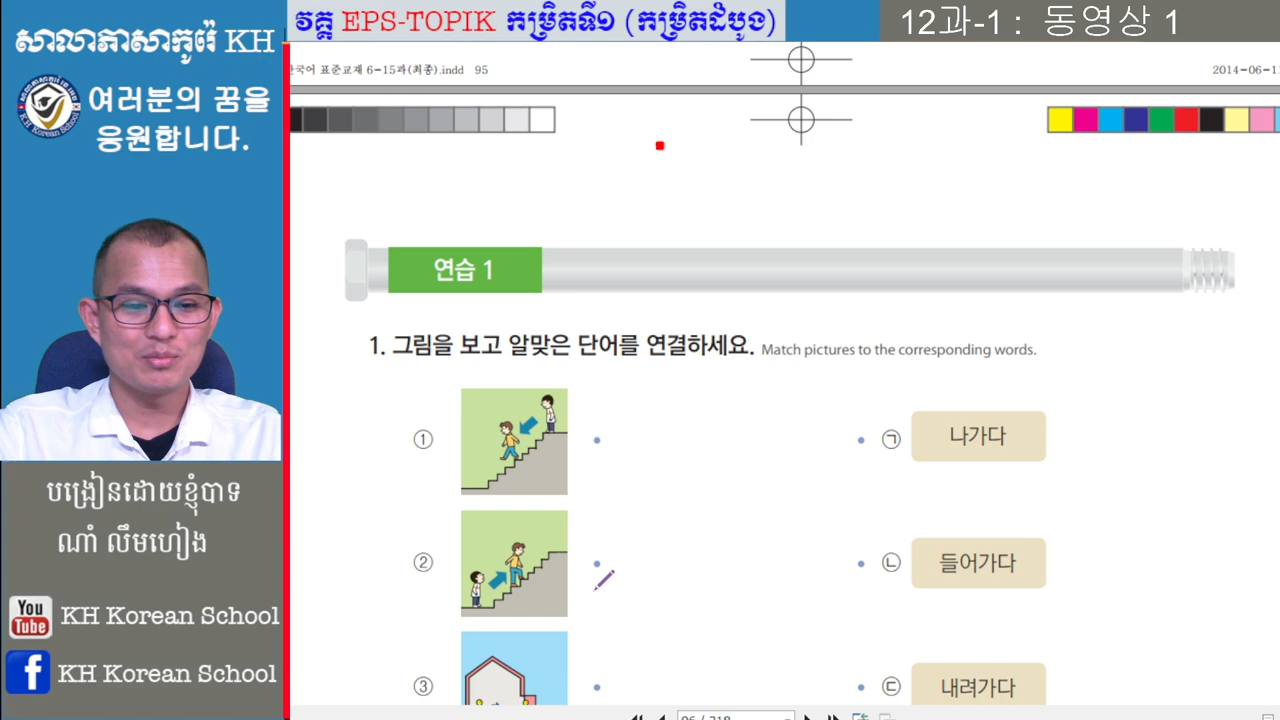 សាលាភាសាកូរ៉េ KH
여러분의 꿈을
응원합니다.
បង្រៀនដោយខ្ញុំបាទ
ណាំ លឹមហៀង
You Tube KH Korean School
f KH Korean School
វគ្គ EPS-TOPIK កម្រិតទី១ (កម្រិតដំបូង)
12과-1 : 동영상 1
한국어 표준교재 6-15과(최종).indd 95
2014-06-1
연습 1
1. 그림을 보고 알맞은 단어를 연결하세요. Match pictures to the corresponding words.
① ㉠ 나가다
② ㉡ 들어가다
③ ㉢ 내려가다